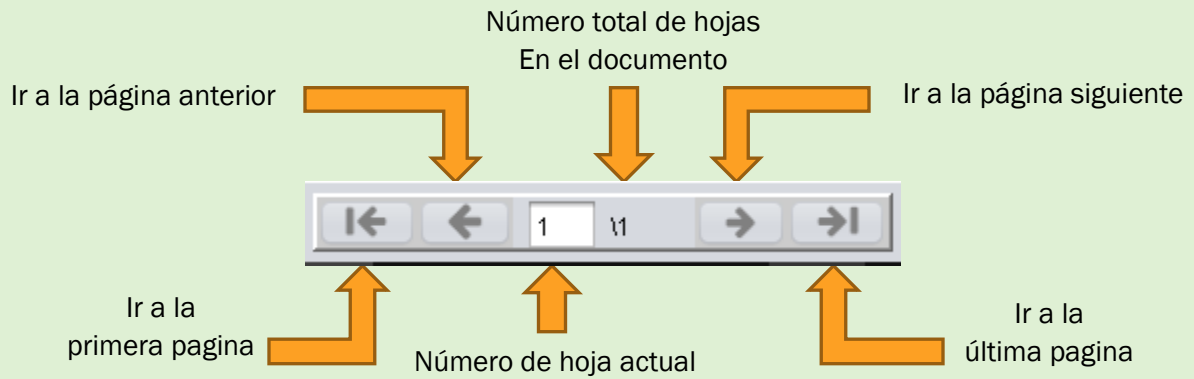 Número total de hojas
En el documento
Ir a la página anterior
Ir a la página siguiente
1
\1
Ir a la
primera pagina
Número de hoja actual
Ir a la
última pagina